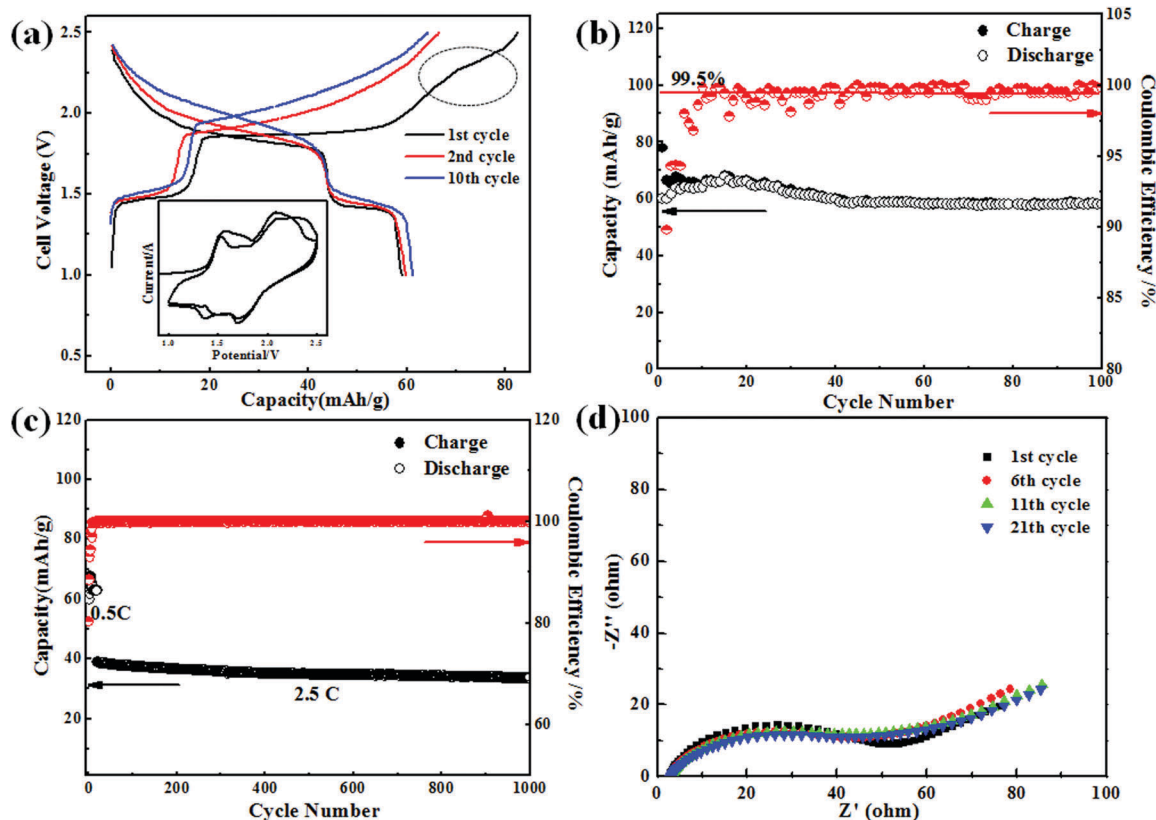 (a)
2.5
2.0
1.5
1.0
0.5
Cell Voltage (V)
1st cycle
2nd cycle
10th cycle
Current/A
1.0 1.5 2.0 2.5
Potential/V
0 20 40 60 80
Capacity(mAh/g)
(b)
120
100
80
60
40
20
0
Capacity (mAh/g)
Charge
Discharge
99.5%
105
100
95
90
85
80
Coulombic Efficiency /%
0 20 40 60 80 100
Cycle Number
(c)
120
100
80
60
40
20
Capacity(mAh/g)
Charge
Discharge
0.5C
2.5 C
120
100
80
60
Coulombic Efficiency /%
0 200 400 600 800 1000
Cycle Number
(d)
100
80
60
40
20
0
-Z'' (ohm)
1st cycle
6th cycle
11th cycle
21th cycle
0 20 40 60 80 100
Z' (ohm)